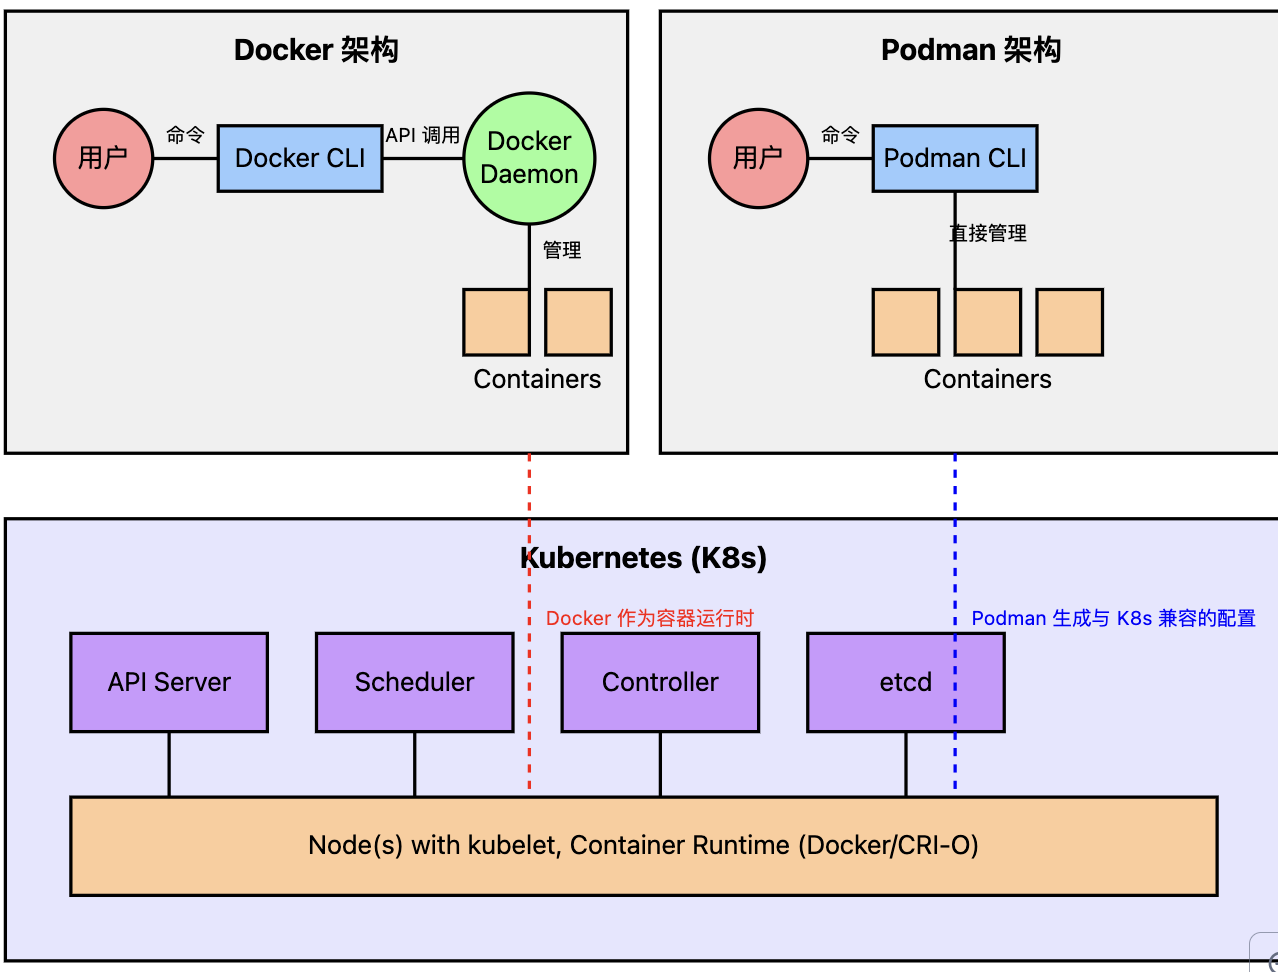 Docker 架构
用户
命令
Docker CLI
API 调用
Docker
Daemon
管理
Containers
Podman 架构
用户
命令
Podman CLI
直接管理
Containers
Kubernetes (K8s)
Docker 作为容器运行时
Podman 生成与 K8s 兼容的配置
API Server
Scheduler
Controller
etcd
Node(s) with kubelet, Container Runtime (Docker/CRI-O)